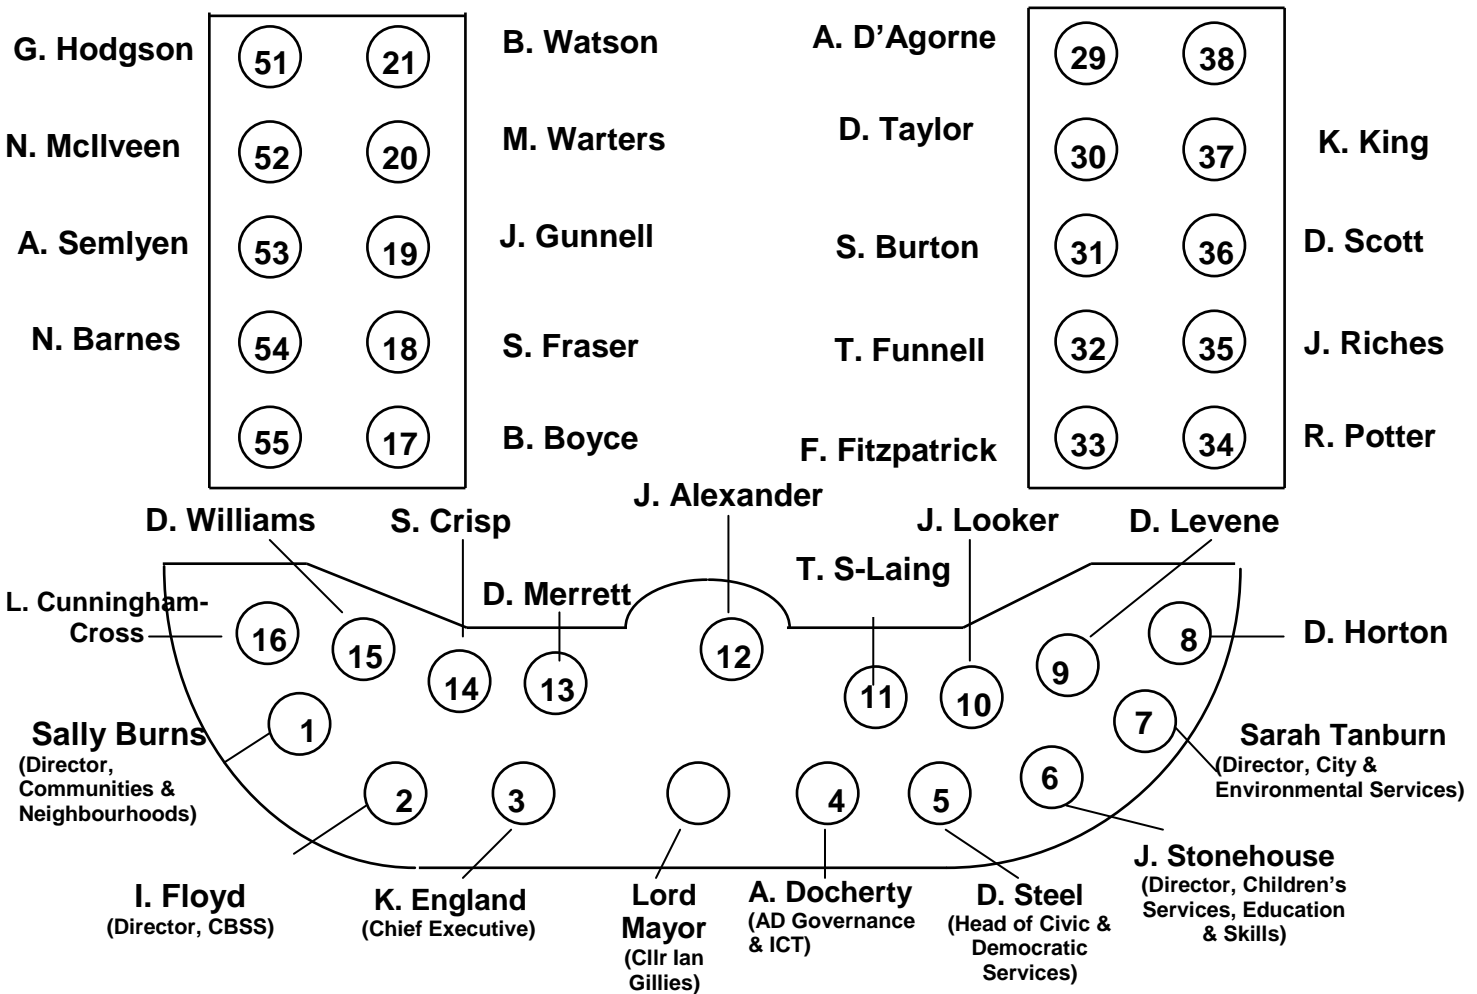 G. Hodgson 51 21 B. Watson A. D’Agorne 29 38
N. McIlveen 52 20 M. Warters D. Taylor 30 37 K. King
A. Semlyen 53 19 J. Gunnell S. Burton 31 36 D. Scott
N. Barnes 54 18 S. Fraser T. Funnell 32 35 J. Riches
55 17 B. Boyce F. Fitzpatrick 33 34 R. Potter
D. Williams S. Crisp J. Alexander J. Looker D. Levene
D. Merrett T. S-Laing
L. Cunningham-
Cross
16 15 14 13 12 11 10 9 8 D. Horton
Sally Burns
(Director,
Communities &
Neighbourhoods)
1 2 3 4 5 6 7
Sarah Tanburn
(Director, City &
Environmental Services)
I. Floyd
(Director, CBSS)
K. England
(Chief Executive)
Lord
Mayor
(Cllr Ian
Gillies)
A. Docherty
(AD Governance
& ICT)
D. Steel
(Head of Civic &
Democratic
Services)
J. Stonehouse
(Director, Children’s
Services, Education
& Skills)